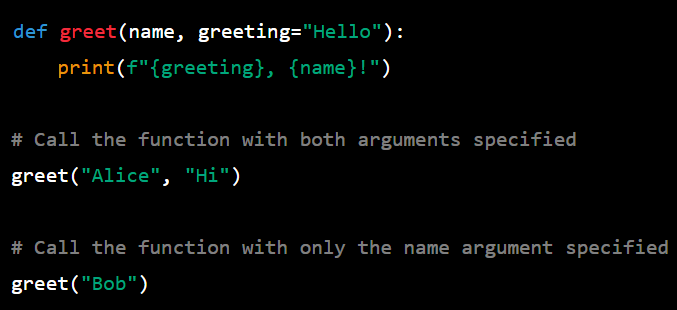 def greet(name, greeting="Hello"):
    print(f"{greeting}, {name}!")
# Call the function with both arguments specified
greet("Alice", "Hi")
# Call the function with only the name argument specified
greet("Bob")